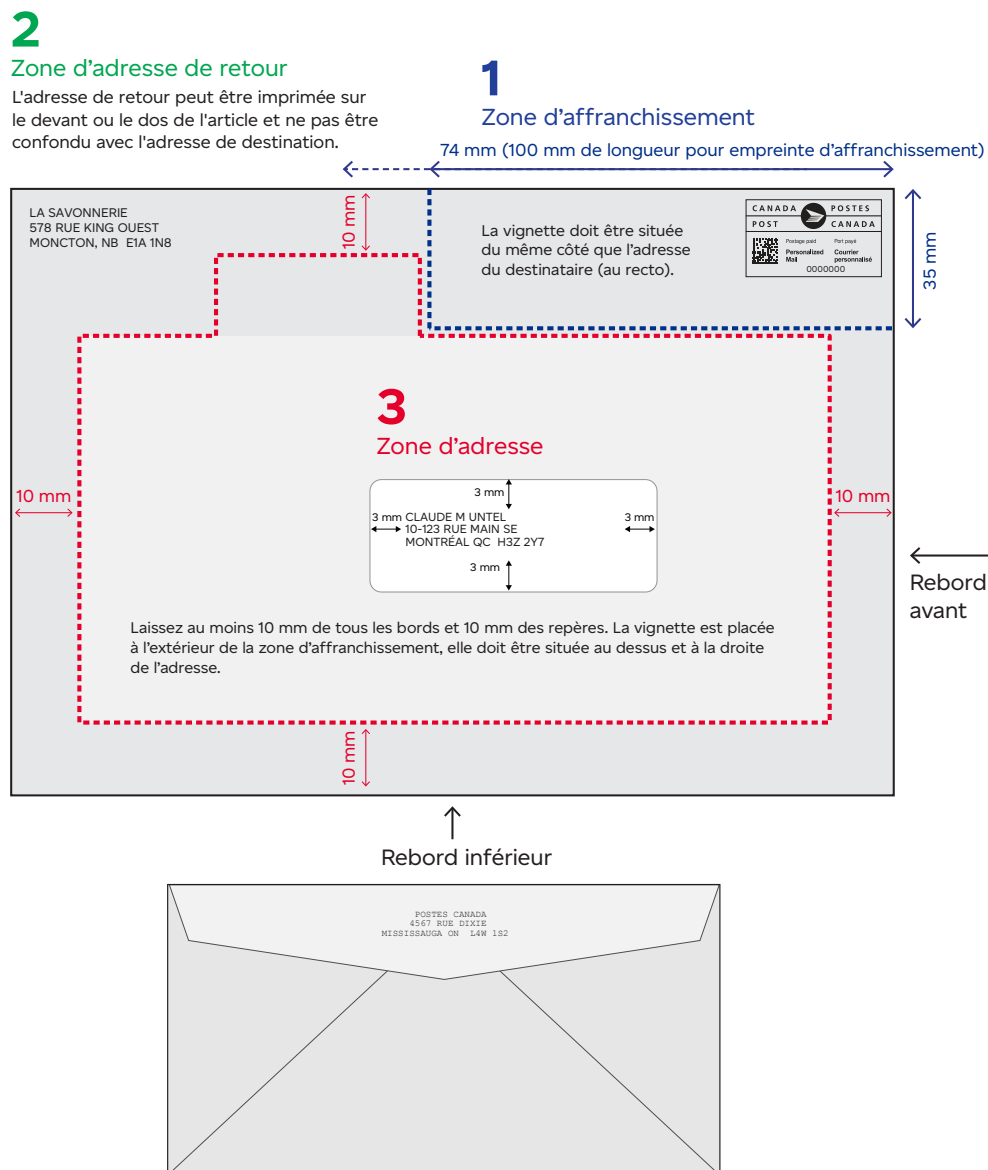 2
Zone d'adresse de retour
L'adresse de retour peut être imprimée sur
le devant ou le dos de l'article et ne pas être
confondu avec l'adresse de destination.
1
Zone d'affranchissement
74 mm (100 mm de longueur pour empreinte d'affranchissement)
LA SAVONNERIE
578 RUE KING OUEST
MONCTON, NB  E1A 1N8
10 mm
La vignette doit être située
du même côté que l'adresse
du destinataire (au recto).
CANADA POSTES
POST CANADA
Postage paid Port payé
Personalized Courrier
Mail personnalisé
0000000
35 mm
3
Zone d'adresse
10 mm
10 mm
3 mm
3 mm CLAUDE M UNTEL 3 mm
10-123 RUE MAIN SE
MONTRÉAL QC  H3Z 2Y7
3 mm
Rebord
avant
Laissez au moins 10 mm de tous les bords et 10 mm des repères. La vignette est placée
à l'extérieur de la zone d'affranchissement, elle doit être située au dessus et à la droite
de l'adresse.
10 mm
Rebord inférieur
POSTES CANADA
4567 RUE DIXIE
MISSISSAUGA ON  L4W 1S2